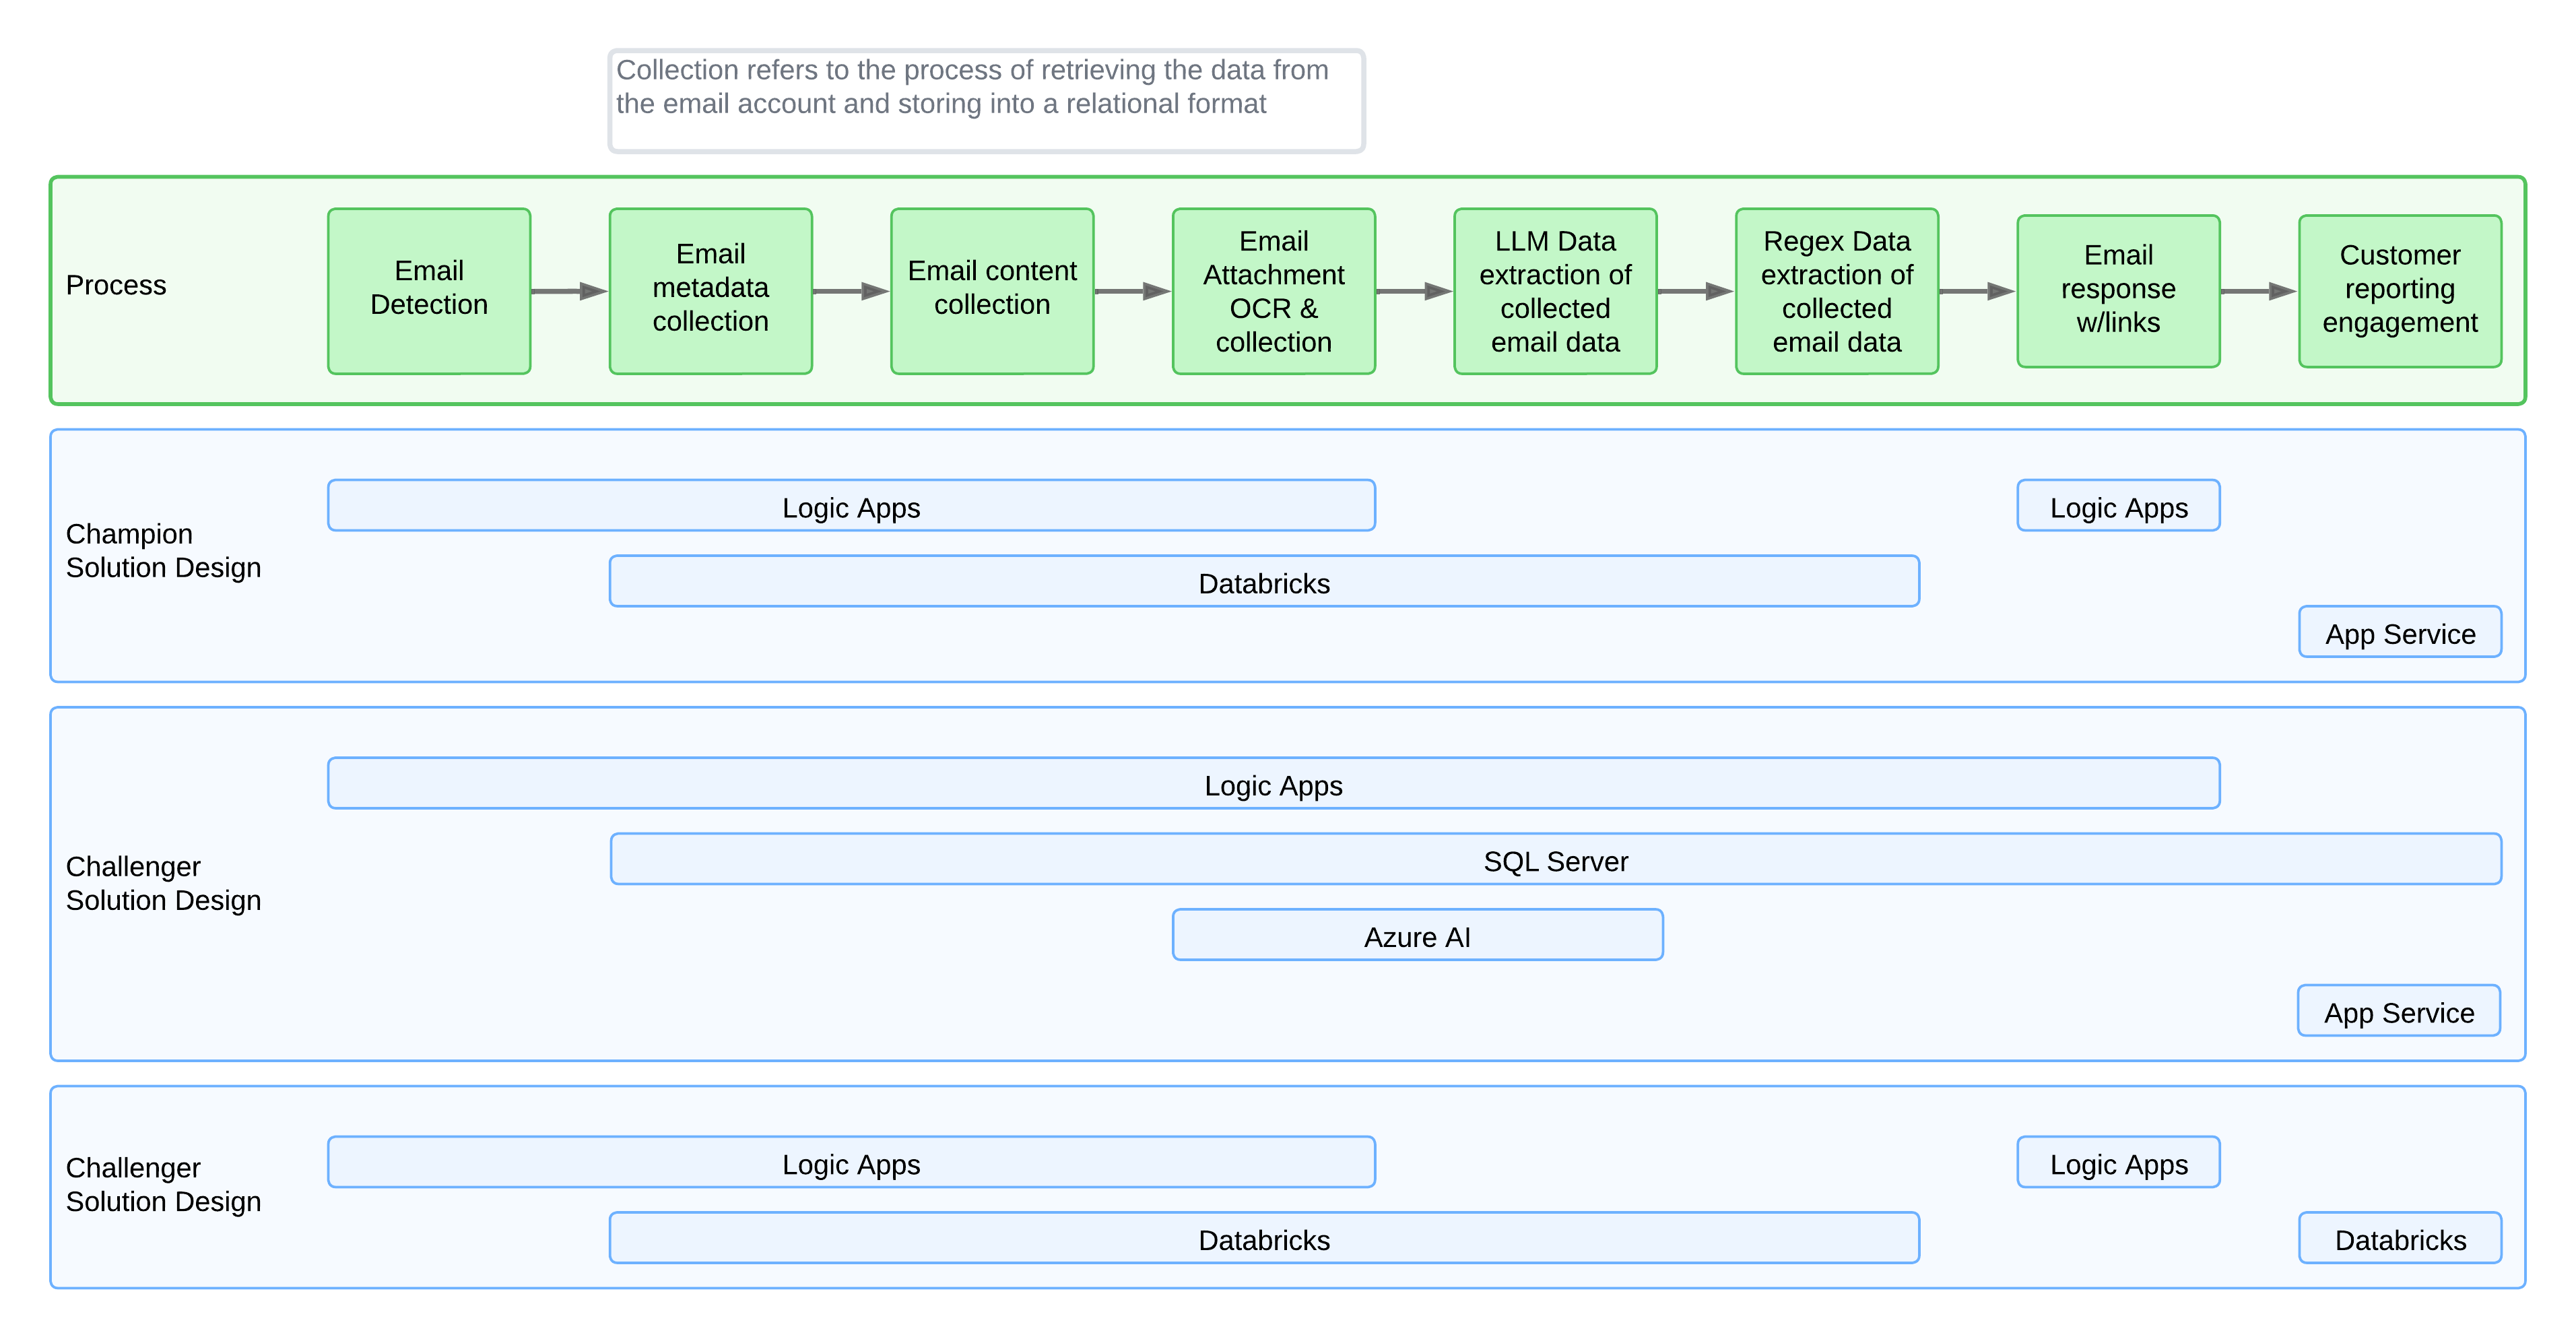 Collection refers to the process of retrieving the data from
the email account and storing into a relational format
Process
Email
Detection
Email
metadata
collection
Email content
collection
Email
Attachment
OCR &
collection
LLM Data
extraction of
collected
email data
Regex Data
extraction of
collected
email data
Email
response
w/links
Customer
reporting
engagement
Champion
Solution Design
Logic Apps
Logic Apps
Databricks
App Service
Challenger
Solution Design
Logic Apps
SQL Server
Azure AI
App Service
Challenger
Solution Design
Logic Apps
Logic Apps
Databricks
Databricks